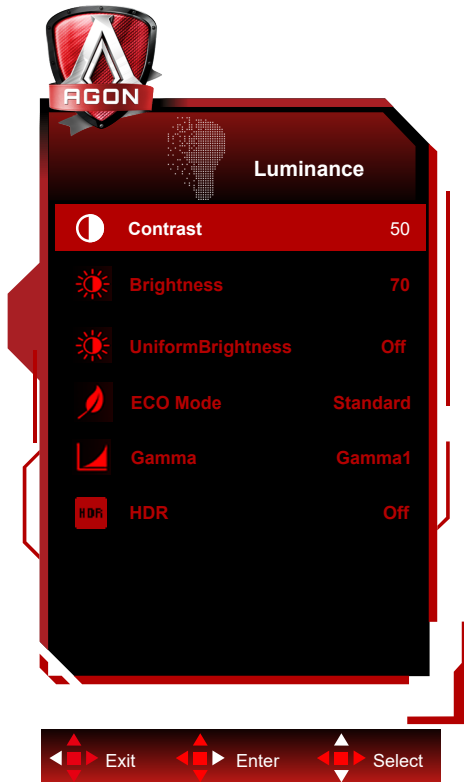 AGON
Luminance
Contrast 50
Brightness 70
UniformBrightness Off
ECO Mode Standard
Gamma Gamma1
HDR HDR Off
Exit Enter Select